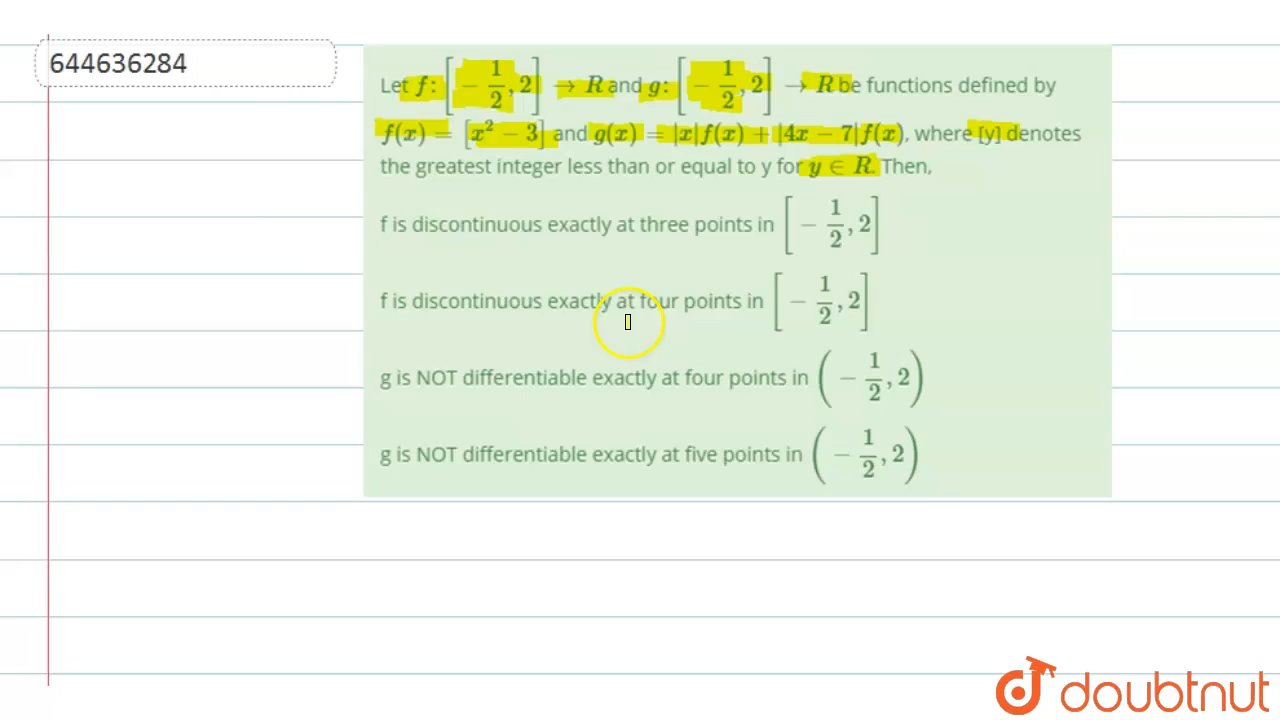 644636284
Let f: [−1/2, 2] → R and g: [−1/2, 2] → R be functions defined by
f(x) = [x² − 3] and g(x) = |x|f(x) + |4x − 7|f(x), where [y] denotes
the greatest integer less than or equal to y for y ∈ R. Then,
f is discontinuous exactly at three points in [−1/2, 2]
f is discontinuous exactly at four points in [−1/2, 2]
g is NOT differentiable exactly at four points in (−1/2, 2)
g is NOT differentiable exactly at five points in (−1/2, 2)
doubtnut